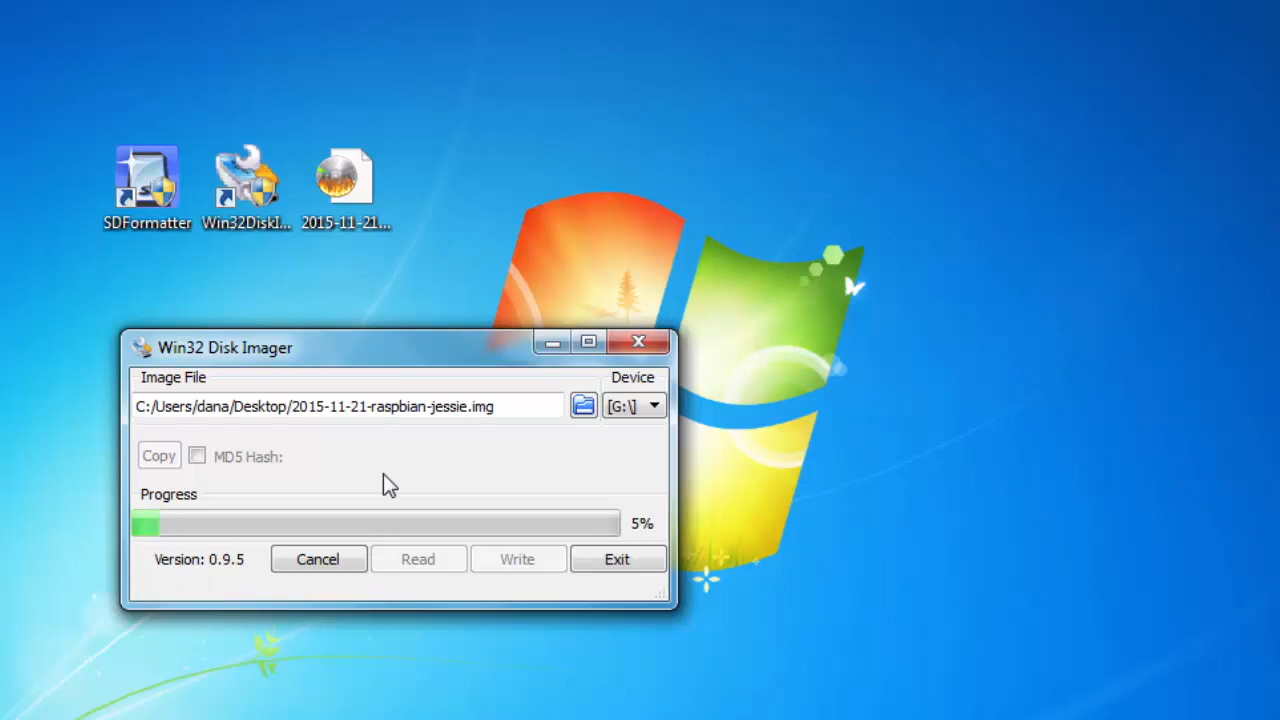 SDFormatter
Win32DiskI...
2015-11-21...
Win32 Disk Imager
Image File
Device
C:/Users/dana/Desktop/2015-11-21-raspbian-jessie.img
[G:\]
Copy
MD5 Hash:
Progress
5%
Version: 0.9.5
Cancel
Read
Write
Exit